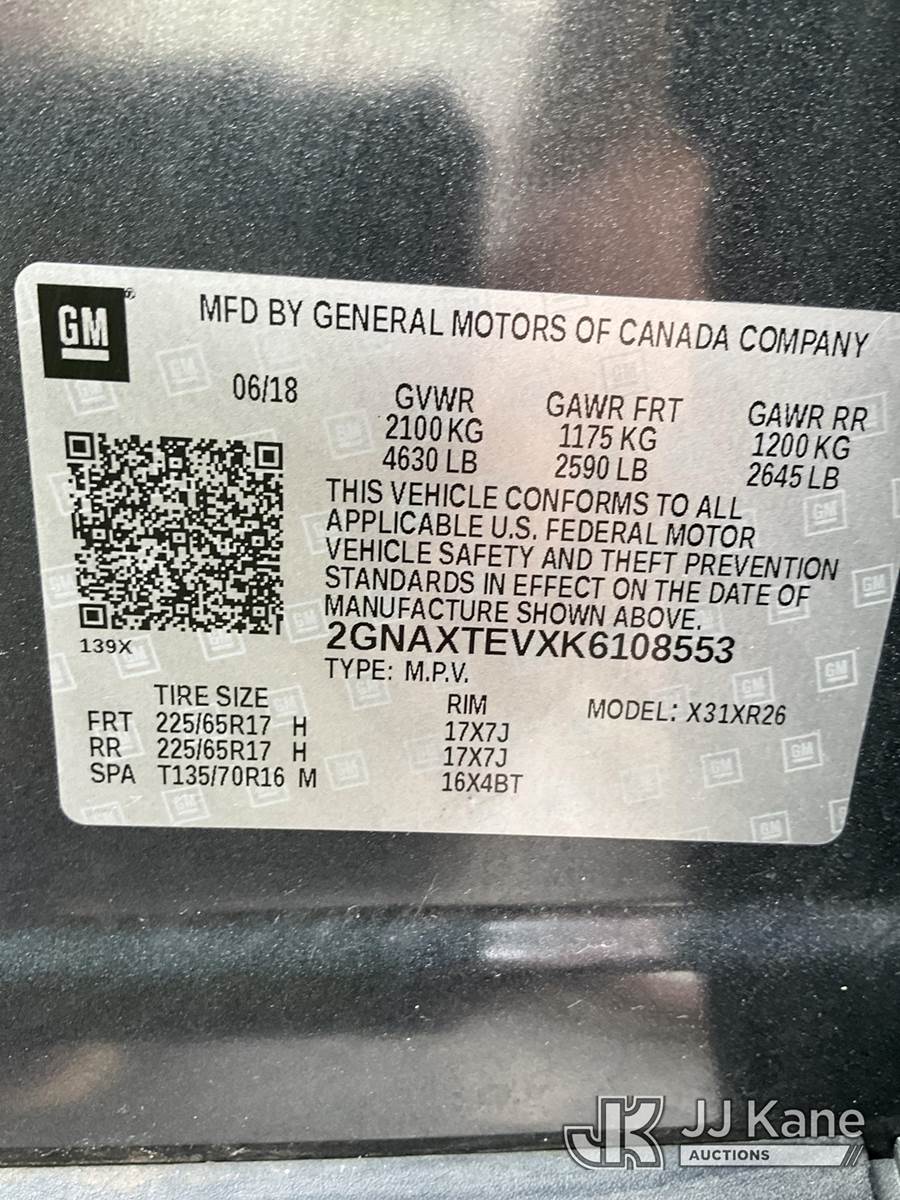 GM
MFD BY GENERAL MOTORS OF CANADA COMPANY
06/18
GVWR
2100 KG
4630 LB
GAWR FRT
1175 KG
2590 LB
GAWR RR
1200 KG
2645 LB
THIS VEHICLE CONFORMS TO ALL
APPLICABLE U.S. FEDERAL MOTOR
VEHICLE SAFETY AND THEFT PREVENTION
STANDARDS IN EFFECT ON THE DATE OF
MANUFACTURE SHOWN ABOVE.
139X
2GNAXTEVXK6108553
TYPE: M.P.V.
TIRE SIZE RIM MODEL: X31XR26
FRT 225/65R17 H 17X7J
RR 225/65R17 H 17X7J
SPA T135/70R16 M 16X4BT
JK JJ Kane
AUCTIONS